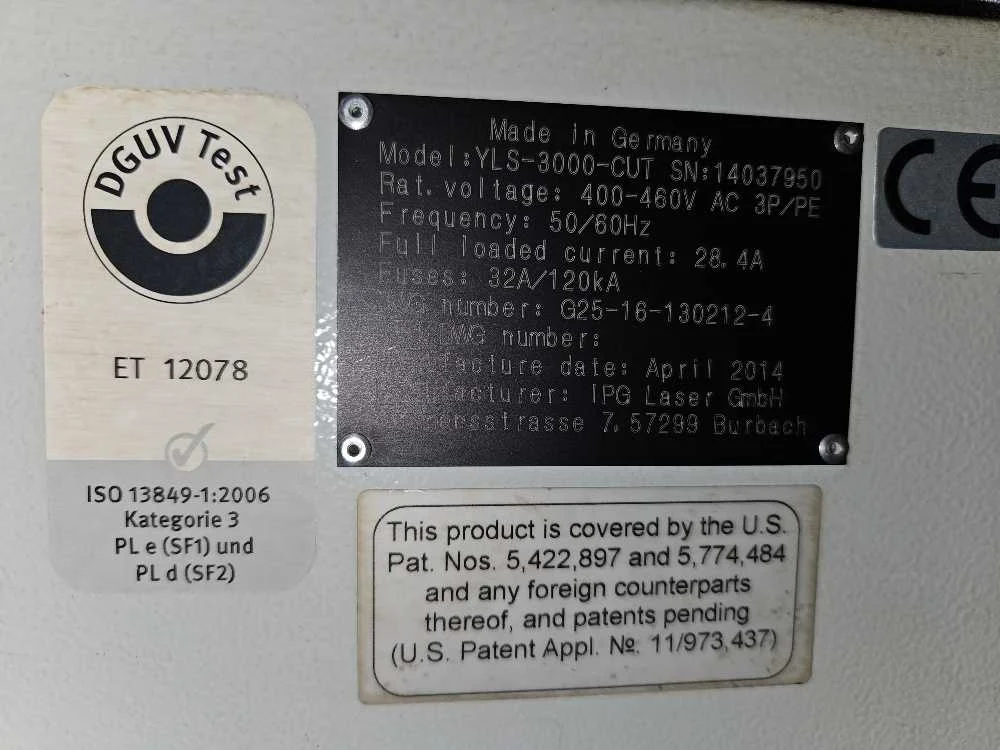 DGUV Test
ET 12078
ISO 13849-1:2006
Kategorie 3
PL e (SF1) und
PL d (SF2)
Made in Germany
Model:YLS-3000-CUT SN:14037950
Rat. voltage: 400-460V AC 3P/PE
Frequency: 50/60Hz
Full loaded current: 28.4A
Fuses: 32A/120kA
number: G25-16-130212-4
number:
date: April 2014
IPG Laser GmbH
7, 57299 Burbach
CE
This product is covered by the U.S.
Pat. Nos. 5,422,897 and 5,774,484
and any foreign counterparts
thereof, and patents pending
(U.S. Patent Appl. №. 11/973,437)